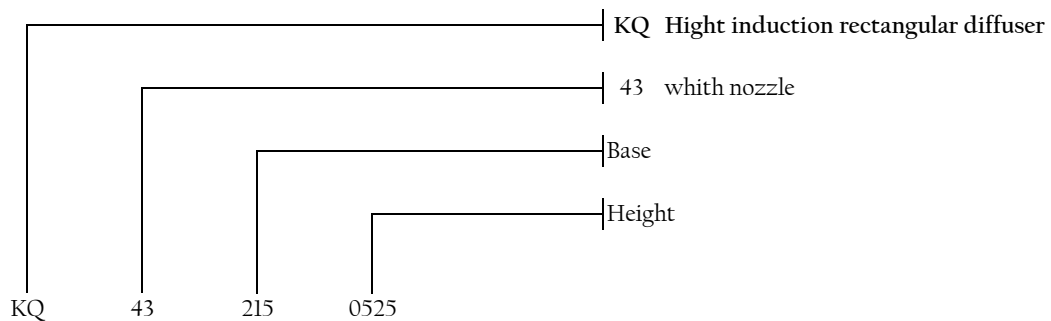 KQ Hight induction rectangular diffuser
43 whith nozzle
Base
Height
KQ 43 215 0525